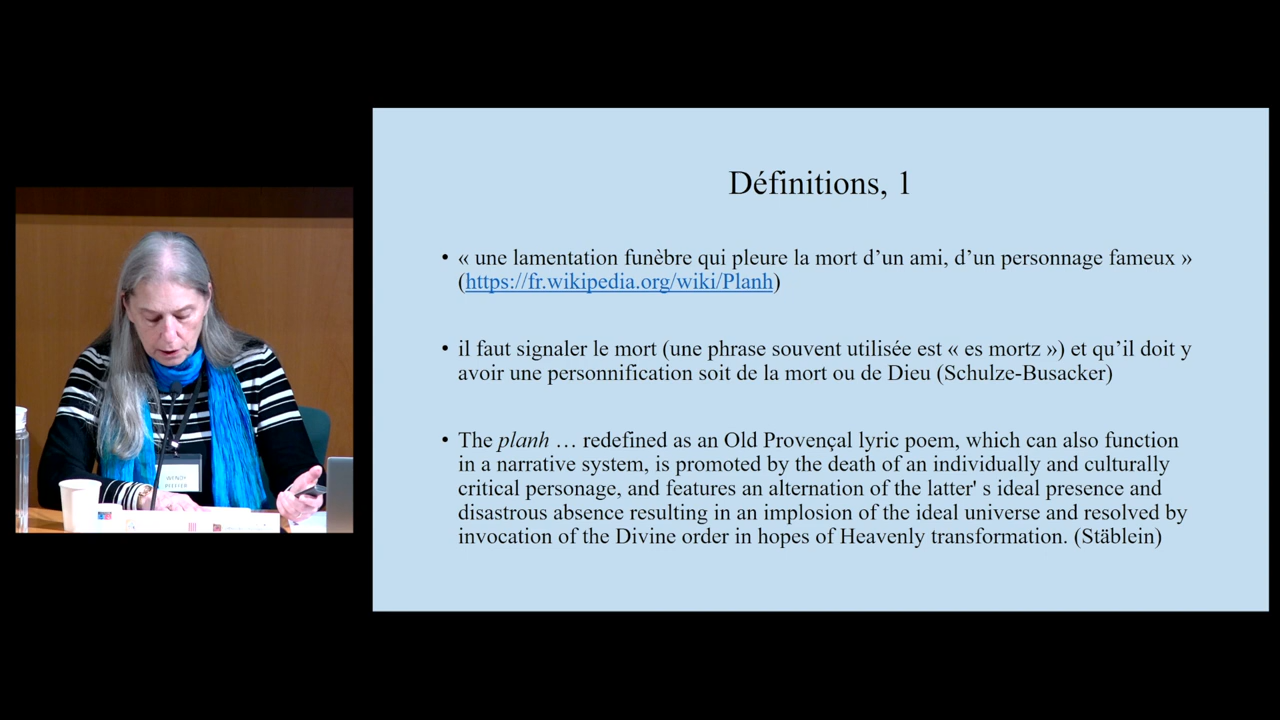 Définitions, 1
• « une lamentation funèbre qui pleure la mort d’un ami, d’un personnage fameux »
(https://fr.wikipedia.org/wiki/Planh)
• il faut signaler le mort (une phrase souvent utilisée est « es mortz ») et qu’il doit y
avoir une personnification soit de la mort ou de Dieu (Schulze-Busacker)
• The planh … redefined as an Old Provençal lyric poem, which can also function
in a narrative system, is promoted by the death of an individually and culturally
critical personage, and features an alternation of the latter' s ideal presence and
disastrous absence resulting in an implosion of the ideal universe and resolved by
invocation of the Divine order in hopes of Heavenly transformation. (Stäblein)
WENDY
PFEFFER